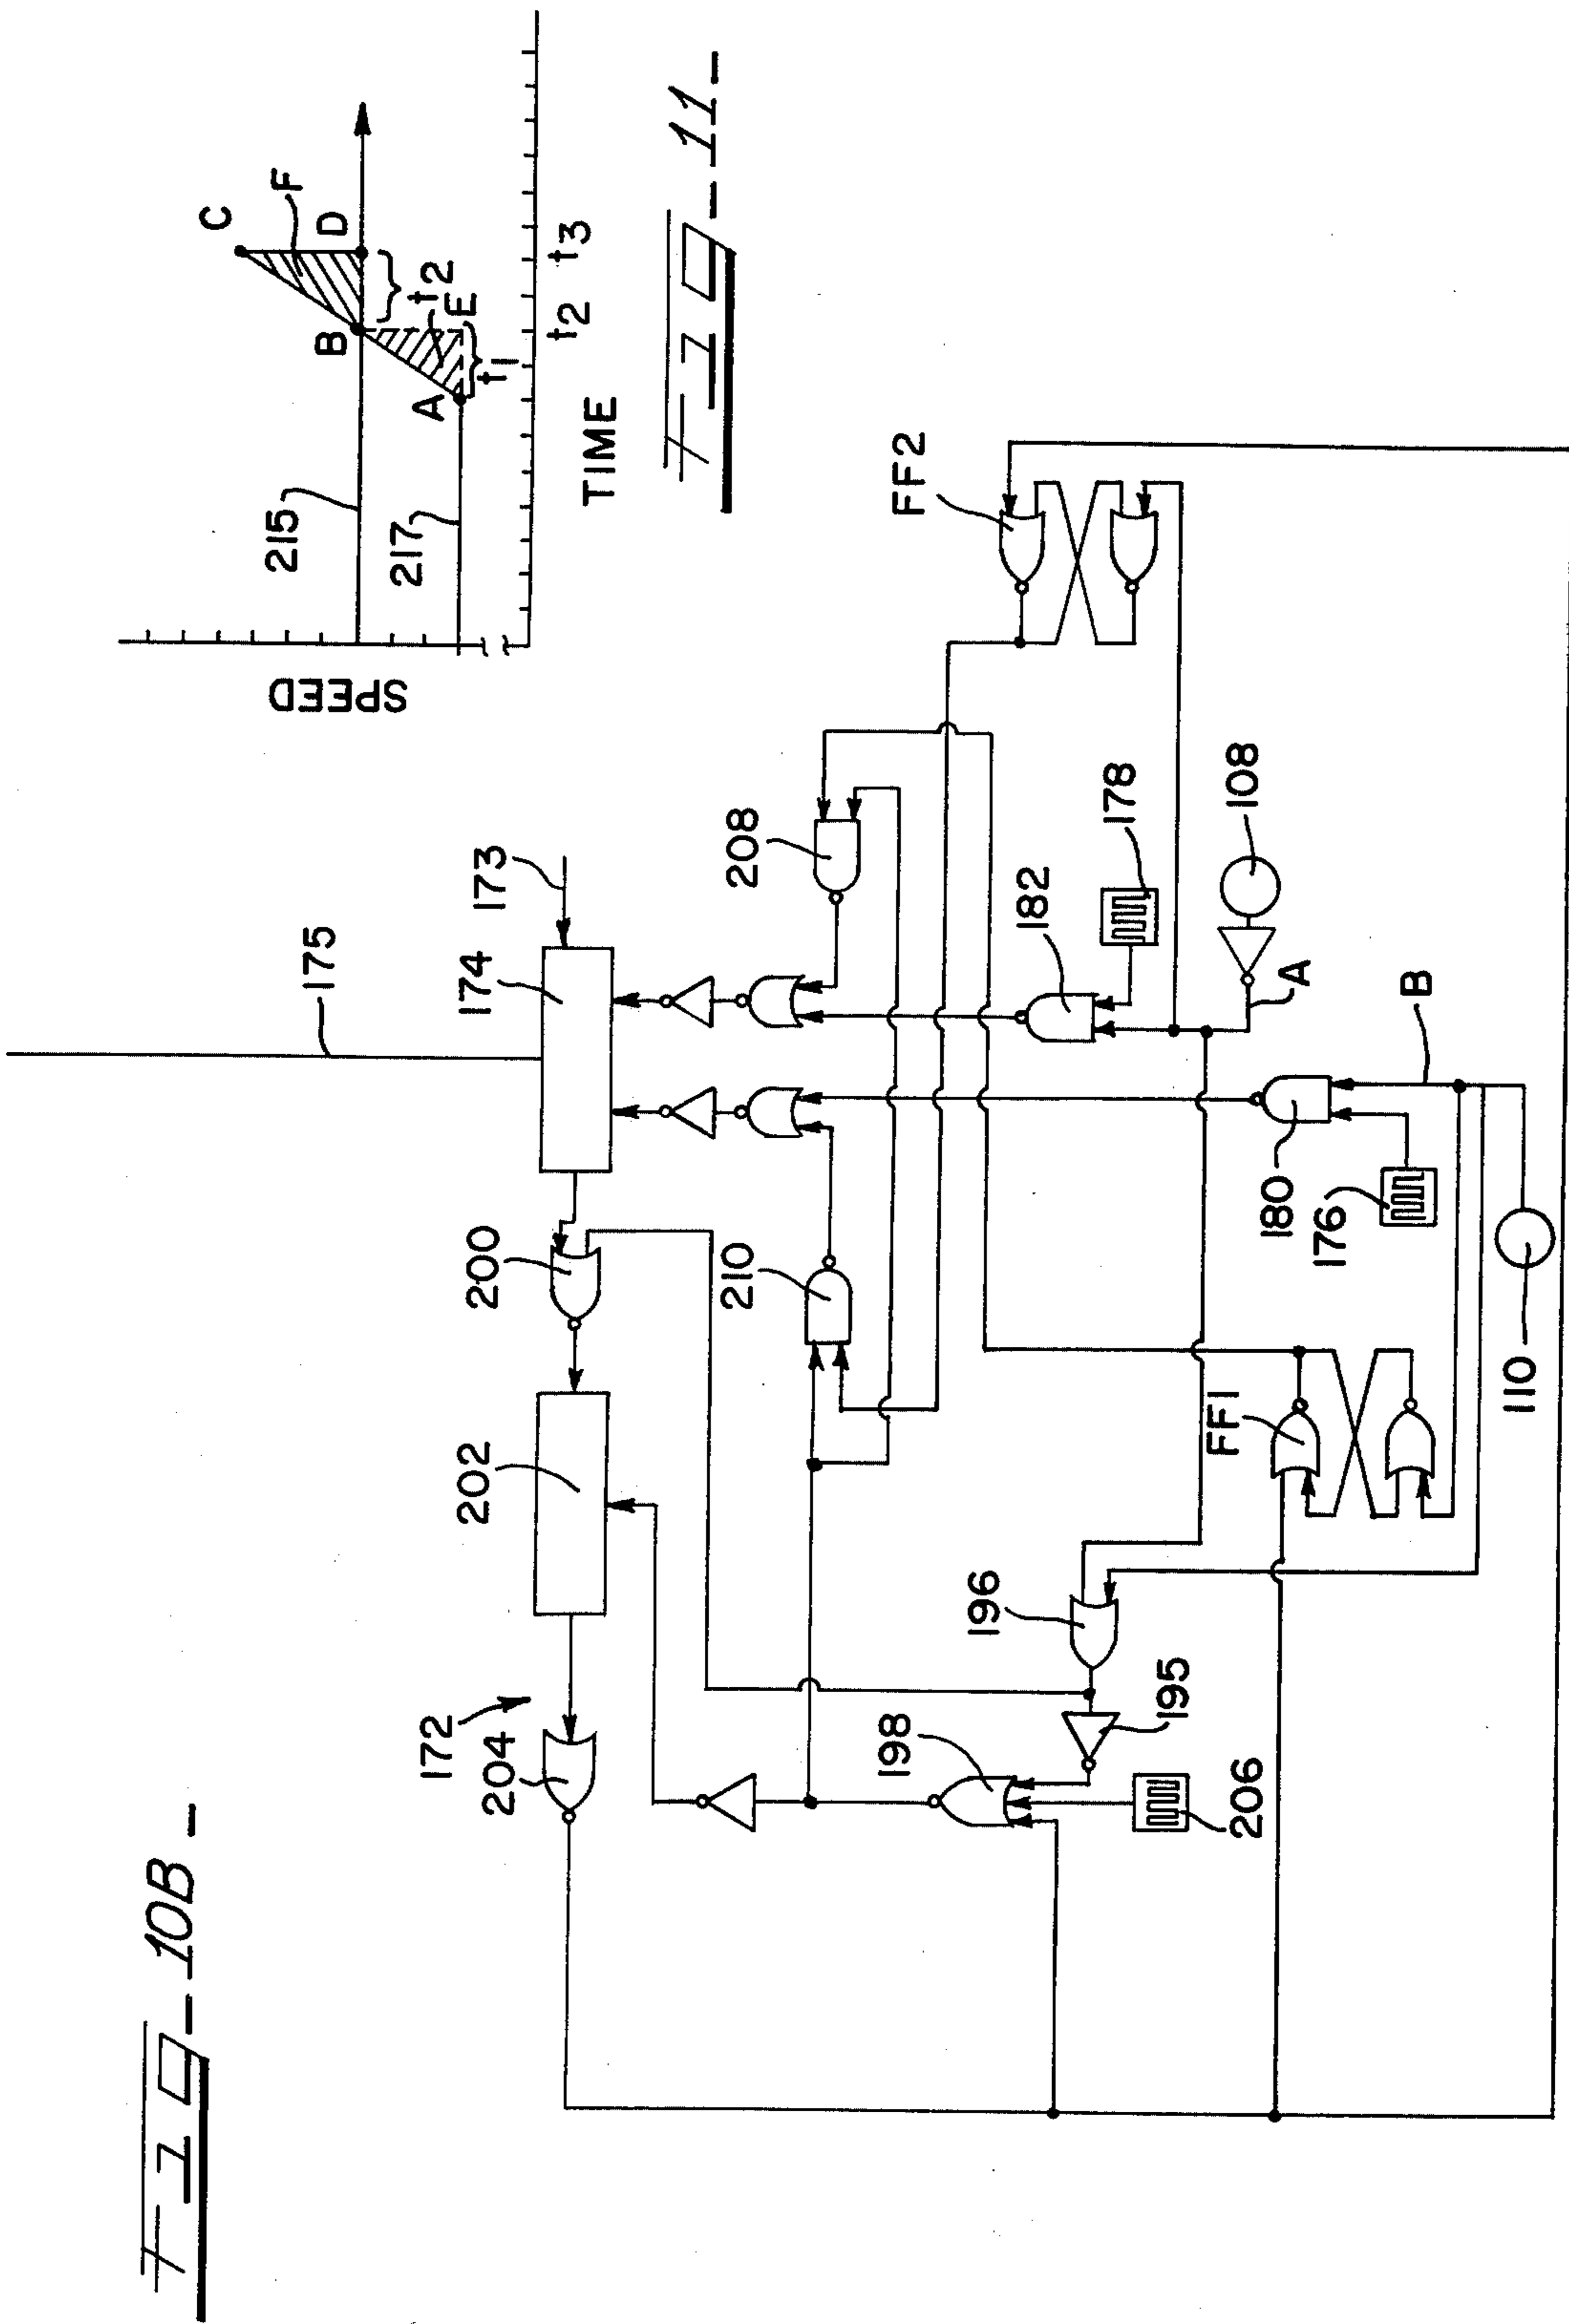 Fig-10B-
172
204
202
200
174
175
173
210
208
198
195
196
206
FF1
FF2
180
182
176
178
110
108
A
B
SPEED
215
217
A
B
C
D
E
F
t1
t2
t2
t3
TIME
Fig-11-